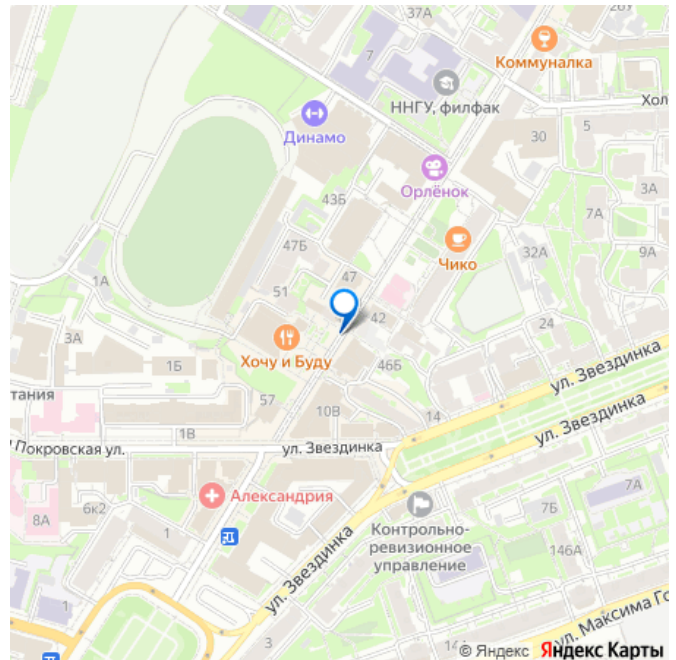 37А
Коммуналка
7
ННГУ, филфак
Хол
Динамо
30
5
Орлёнок
43Б
3А
7А
47Б
Чико
32А
9А
1А
51
47
42
24
3А
1Б
Хочу и Буду
46Б
ул. Звездинка
тания
57
10В
14
ул. Звездинка
1В
Покровская ул.
ул. Звездинка
Александрия
7А
6к2
8А
7Б
1
Контрольно-
ревизионное
управление
146А
ул. Звездинка
1
ул. Максима Го
3
© Яндекс Яндекс Карты